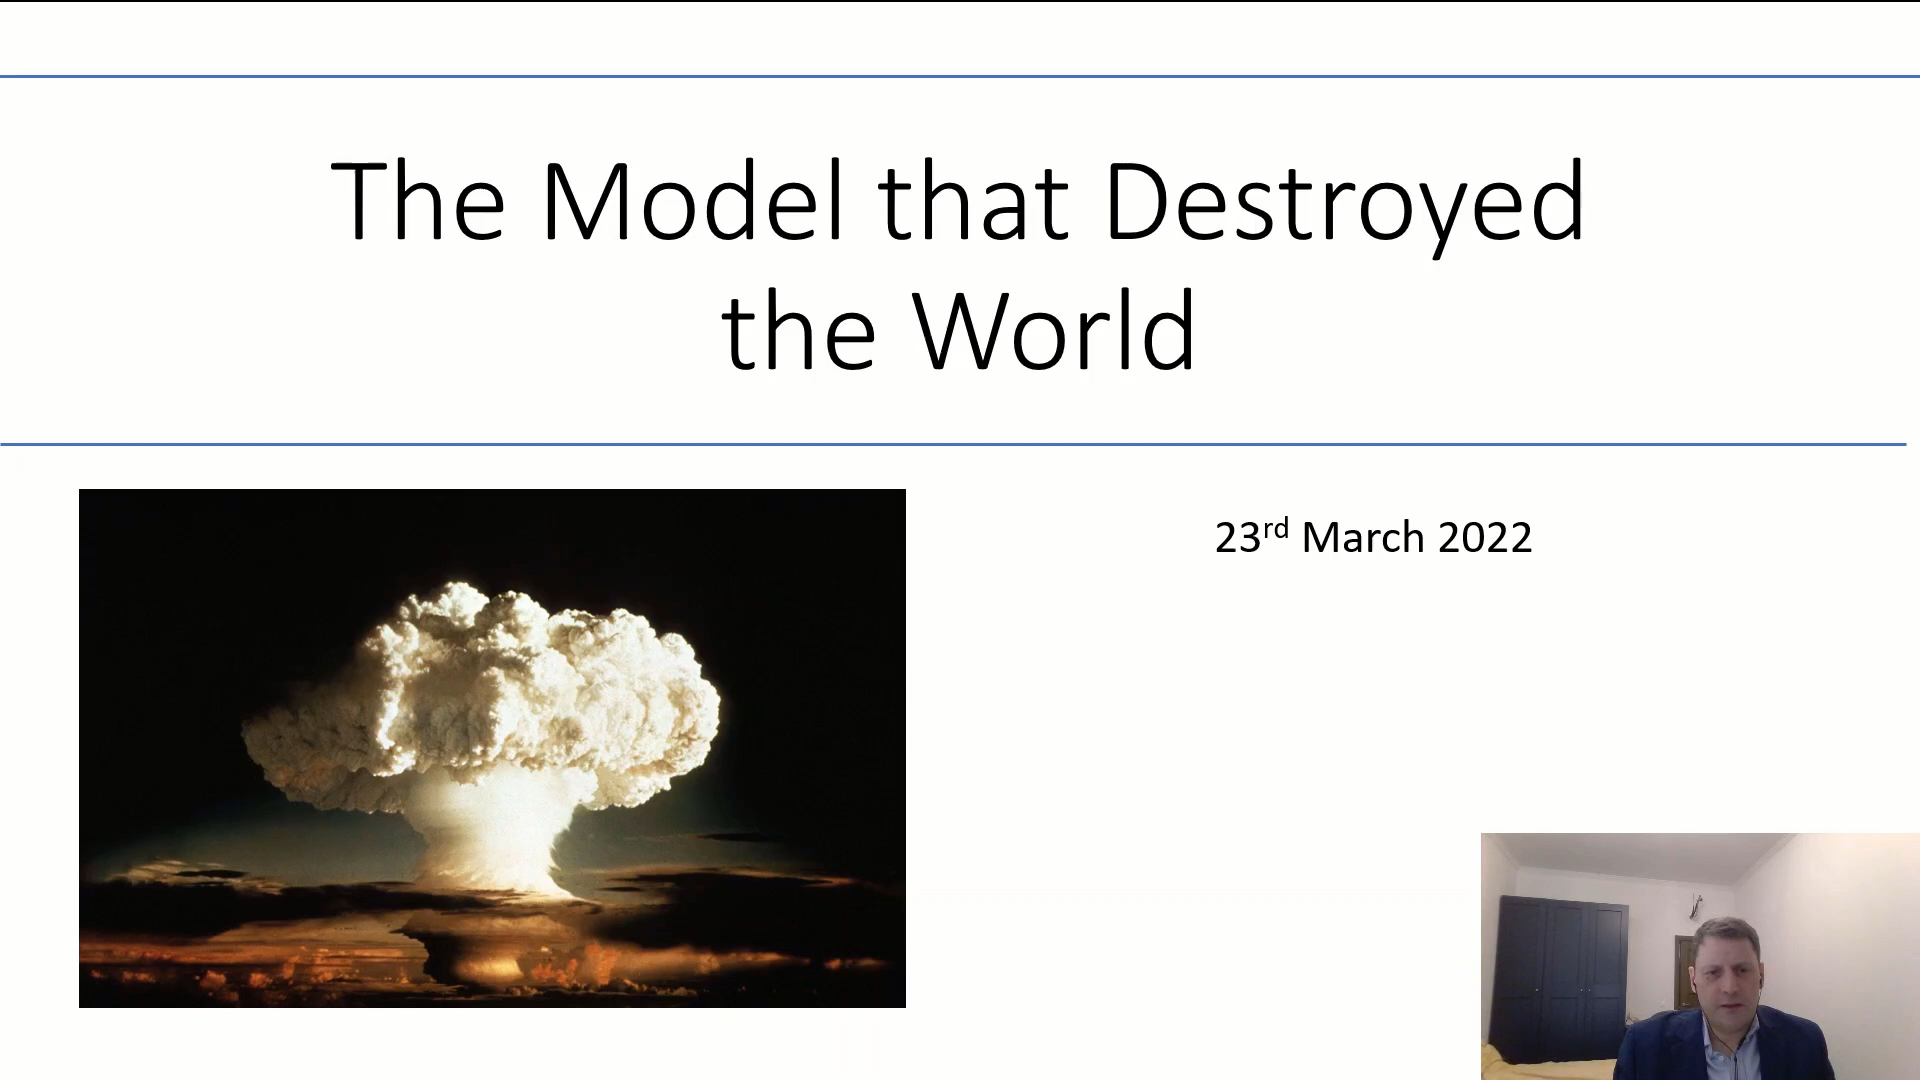 The Model that Destroyed
the World
23rd March 2022